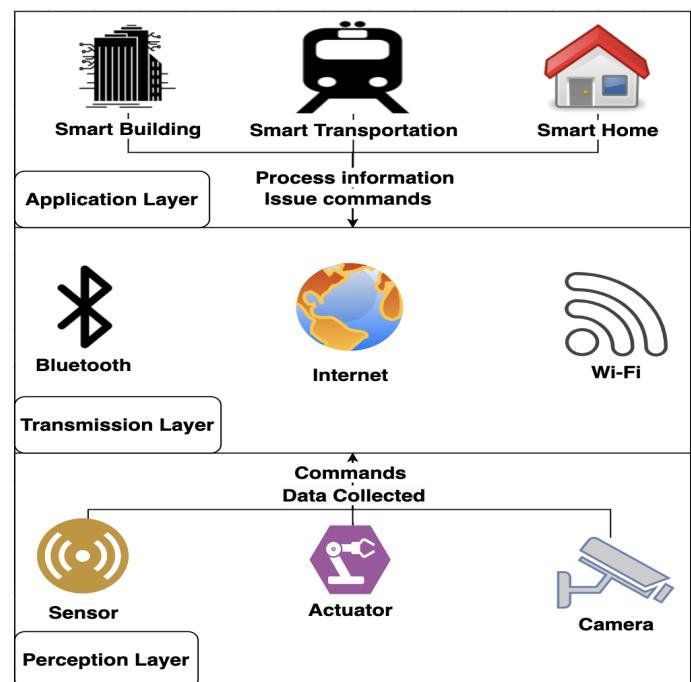 Smart Building
Smart Transportation
Smart Home
Process information
Issue commands
Application Layer
Bluetooth
Internet
Wi-Fi
Transmission Layer
Commands
Data Collected
Sensor
Actuator
Camera
Perception Layer